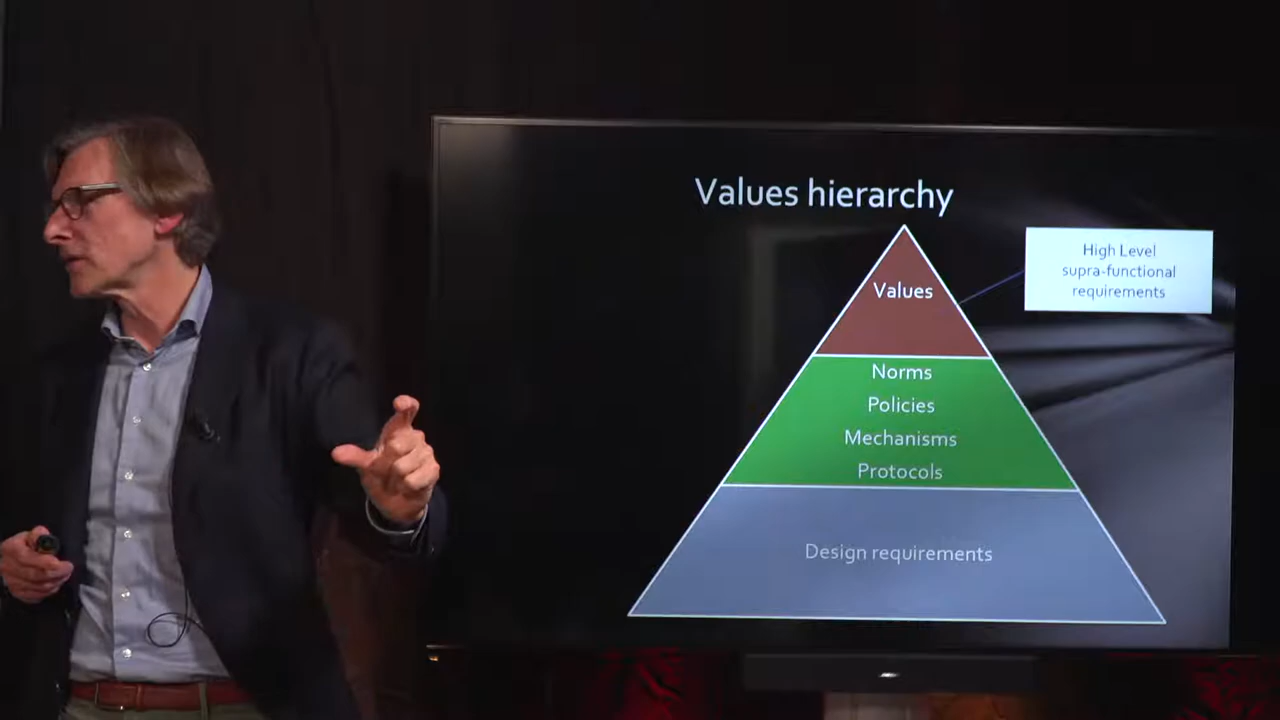 Values hierarchy
Values
High Level
supra-functional
requirements
Norms
Policies
Mechanisms
Protocols
Design requirements